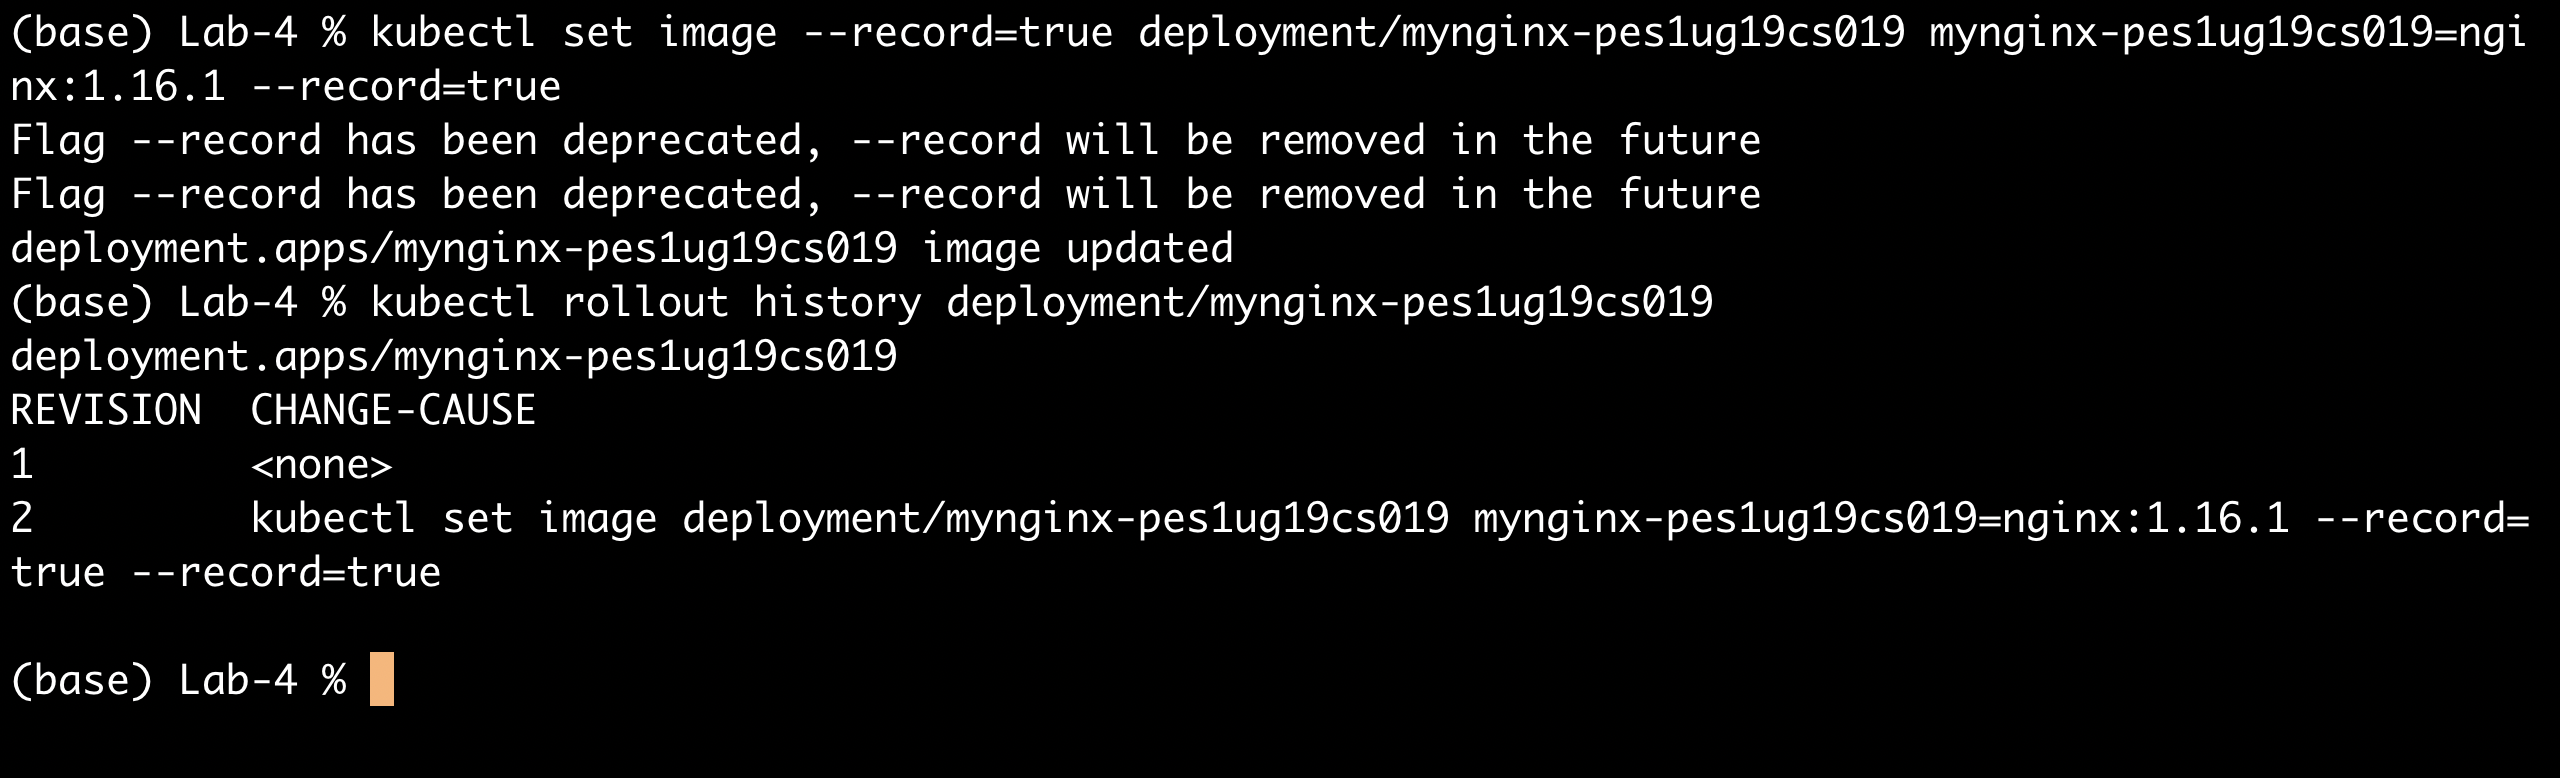 (base) Lab-4 % kubectl set image --record=true deployment/mynginx-pes1ug19cs019 mynginx-pes1ug19cs019=ngi
nx:1.16.1 --record=true
Flag --record has been deprecated, --record will be removed in the future
Flag --record has been deprecated, --record will be removed in the future
deployment.apps/mynginx-pes1ug19cs019 image updated
(base) Lab-4 % kubectl rollout history deployment/mynginx-pes1ug19cs019
deployment.apps/mynginx-pes1ug19cs019
REVISION  CHANGE-CAUSE
1         <none>
2         kubectl set image deployment/mynginx-pes1ug19cs019 mynginx-pes1ug19cs019=nginx:1.16.1 --record=
true --record=true
(base) Lab-4 %